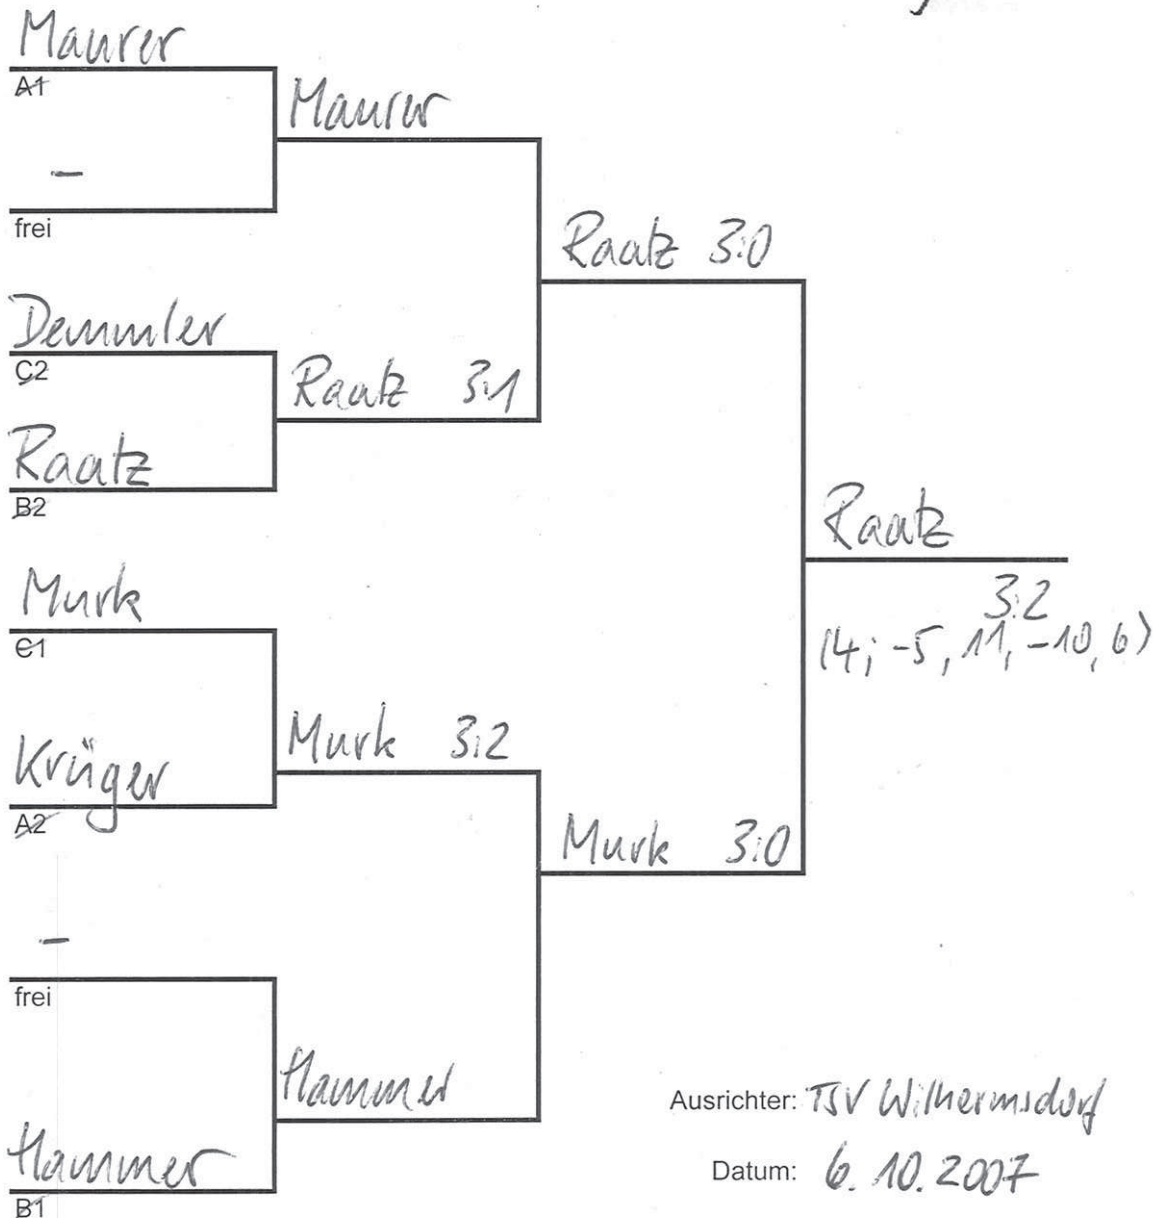 Maurer
A1
Maurer
–
frei
Raatz 3:0
Demmler
C2
Raatz 3:1
Raatz
B2
Raatz
3:2
(4; -5, 11, -10, 6)
Murk
C1
Murk 3:2
Krüger
A2
Murk 3:0
–
frei
Hammer
Hammer
B1
Ausrichter: TSV Wilhermsdorf
Datum: 6.10.2007